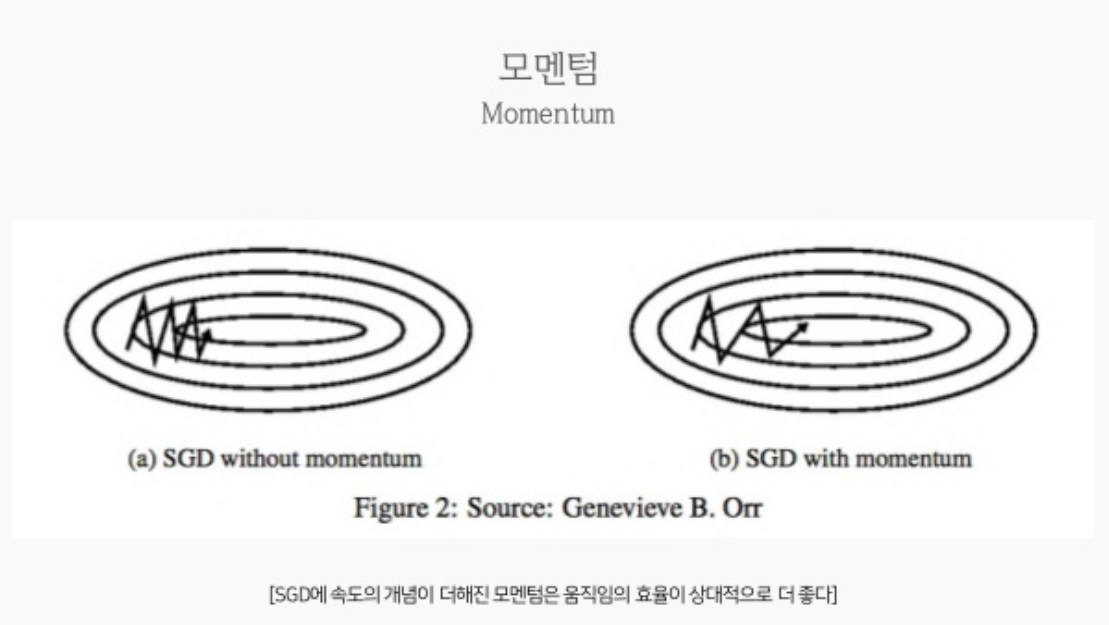 모멘텀
Momentum
(a) SGD without momentum
(b) SGD with momentum
Figure 2: Source: Genevieve B. Orr
[SGD에 속도의 개념이 더해진 모멘텀은 움직임의 효율이 상대적으로 더 좋다]